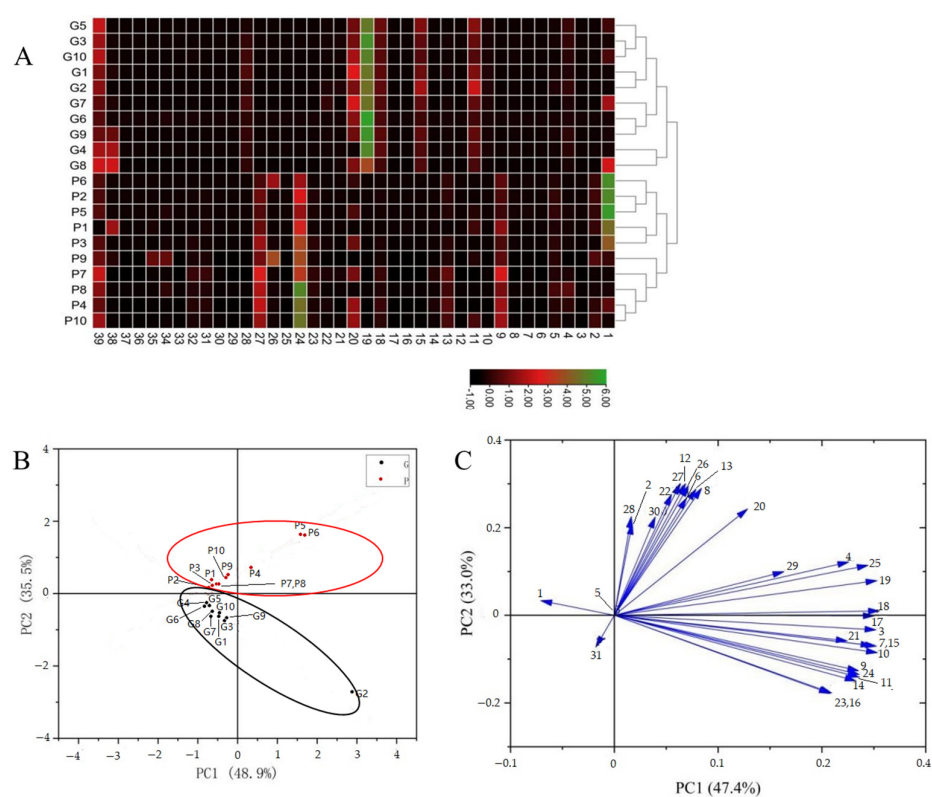 A
G5
G3
G10
G1
G2
G7
G6
G9
G4
G8
P6
P2
P5
P1
P3
P9
P7
P8
P4
P10
39 38 37 36 35 34 33 32 31 30 29 28 27 26 25 24 23 22 21 20 19 18 17 16 15 14 13 12 11 10 9 8 7 6 5 4 3 2 1
-1.00 0.00 1.00 2.00 3.00 4.00 5.00 6.00
B
4
2
0
−2
−4
PC2 (35.5%)
G
P
P5
P6
P10
P9
P4
P3
P1
P2
P7,P8
G5
G4
G10
G6
G9
G8
G3
G7
G1
G2
−4 −3 −2 −1 0 1 2 3 4
PC1 (48.9%)
C
0.4
0.2
0.0
−0.2
PC2 (33.0%)
12
26
27
6
13
2
22
8
28
30
20
4
29
25
19
1
5
18
17
3
21
7,15
10
31
9
24
11
14
23,16
−0.1 0 0.2 0.2 0.4
PC1 (47.4%)